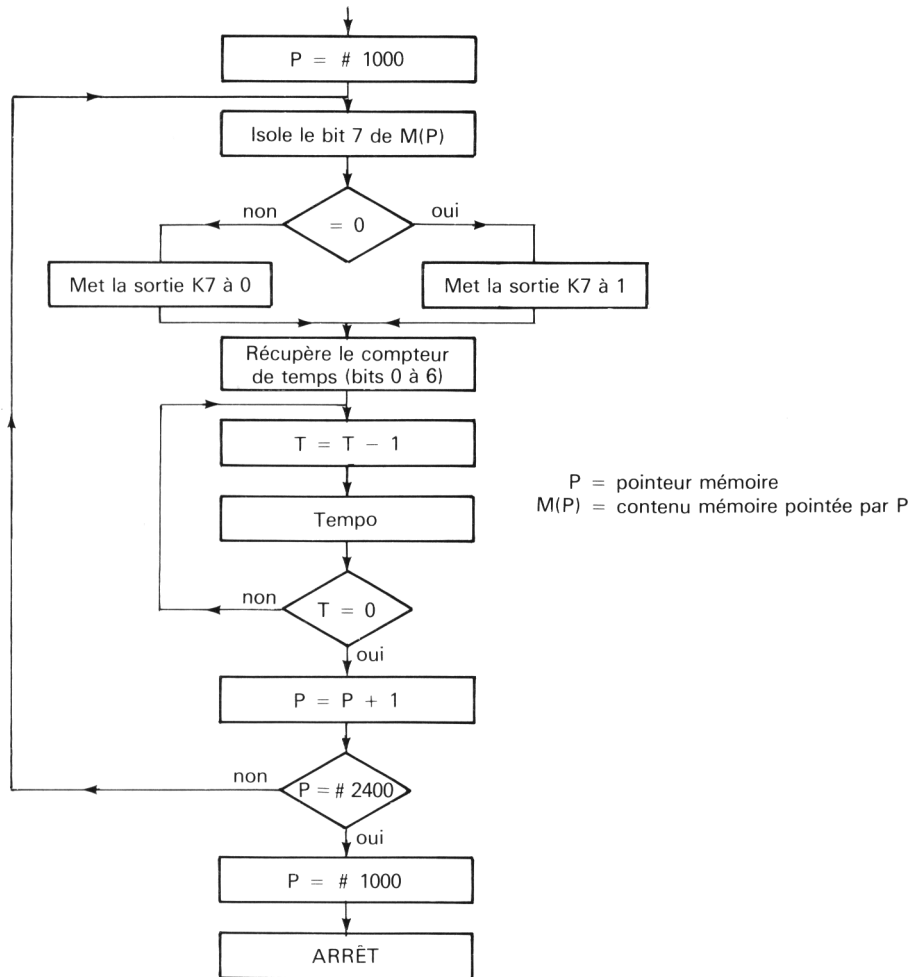 P = # 1000
Isole le bit 7 de M(P)
non
= 0
oui
Met la sortie K7 à 0
Met la sortie K7 à 1
Récupère le compteur
de temps (bits 0 à 6)
T = T − 1
Tempo
non
T = 0
oui
P = P + 1
non
P = # 2400
oui
P = # 1000
ARRÊT
P = pointeur mémoire
M(P) = contenu mémoire pointée par P